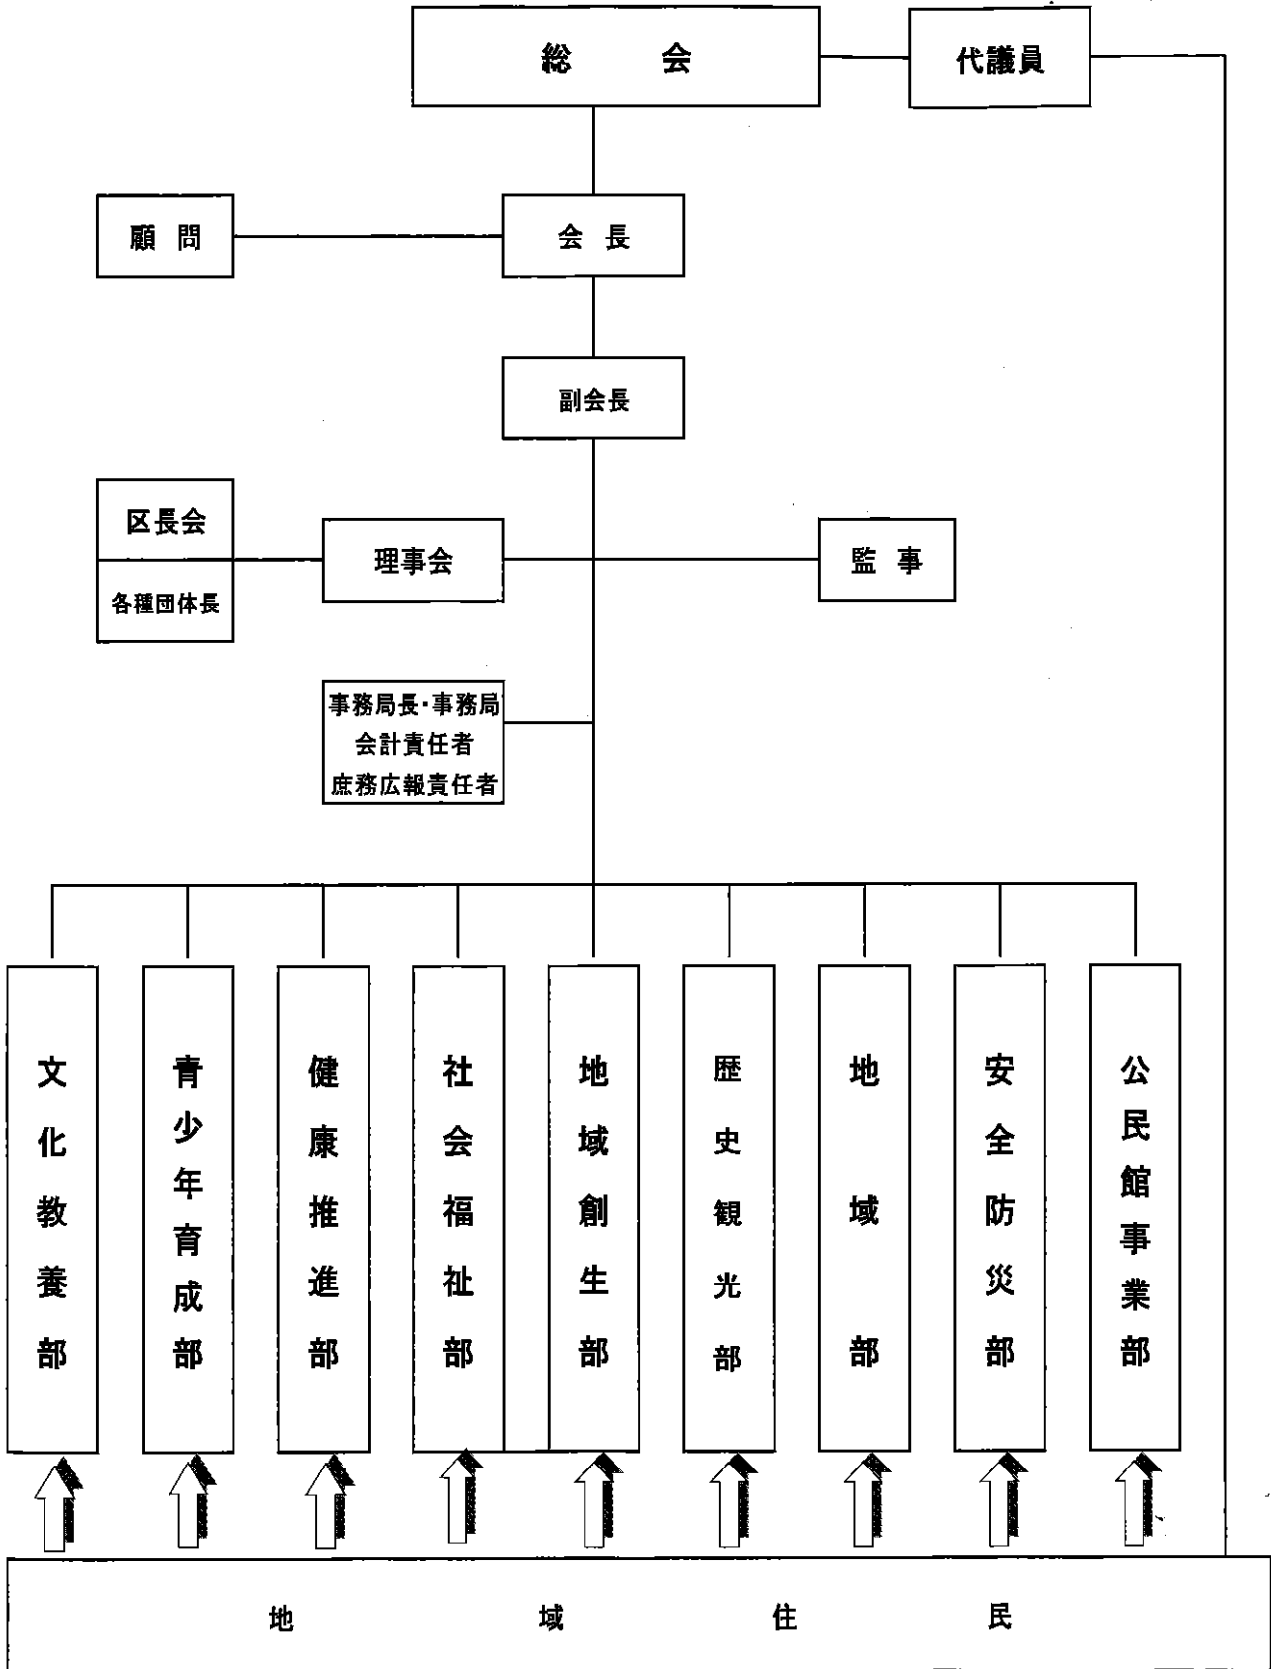 総会
代議員
顧問
会長
副会長
区長会
各種団体長
理事会
監事
事務局長・事務局
会計責任者
庶務広報責任者
文化教養部
青少年育成部
健康推進部
社会福祉部
地域創生部
歴史観光部
地域部
安全防災部
公民館事業部
地域住民